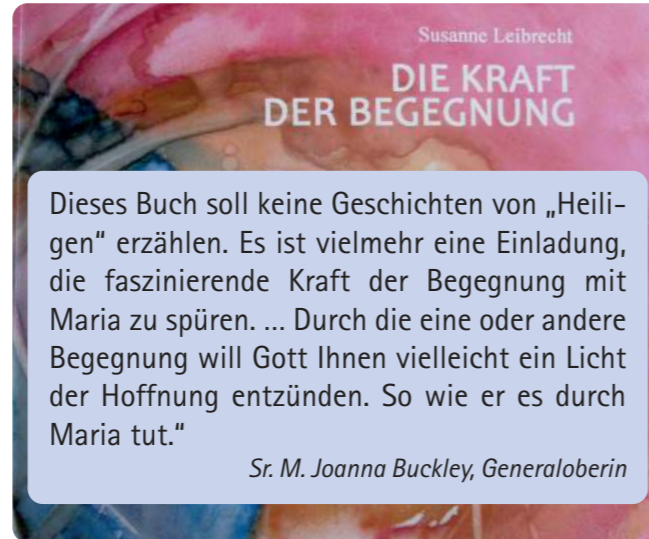 Susanne Leibrecht
DIE KRAFT
DER BEGEGNUNG
Dieses Buch soll keine Geschichten von „Heili-
gen" erzählen. Es ist vielmehr eine Einladung,
die faszinierende Kraft der Begegnung mit
Maria zu spüren. ... Durch die eine oder andere
Begegnung will Gott Ihnen vielleicht ein Licht
der Hoffnung entzünden. So wie er es durch
Maria tut."
Sr. M. Joanna Buckley, Generaloberin